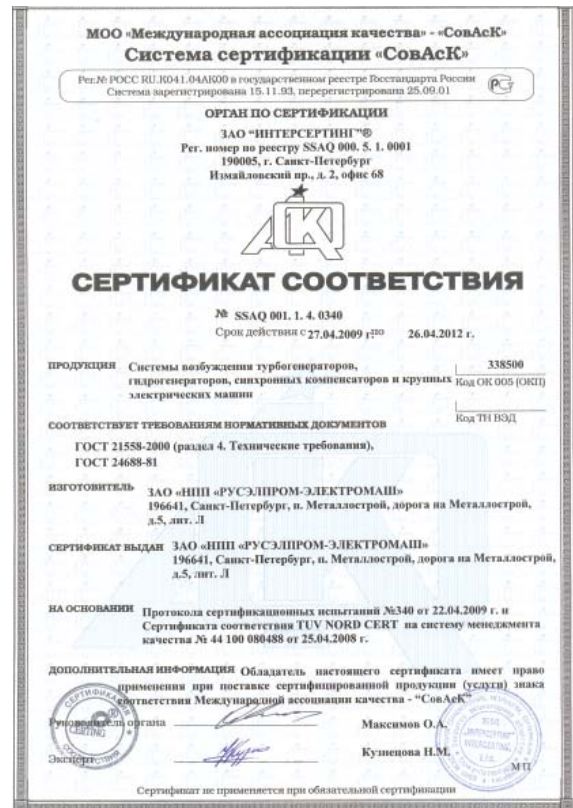 МОО «Международная ассоциация качества» - «СовАсК»
Система сертификации «СовАсК»
Рег.№ РОСС RU.К041.04АК00 в государственном реестре Госстандарта России
Система зарегистрирована 15.11.93, перерегистрирована 25.09.01
РСТ
ОРГАН ПО СЕРТИФИКАЦИИ
ЗАО "ИНТЕРСЕРТИНГ"®
Рег. номер по реестру SSAQ 000. 5. 1. 0001
190005, г. Санкт-Петербург
Измайловский пр., д. 2, офис 68
СЕРТИФИКАТ СООТВЕТСТВИЯ
№ SSAQ 001. 1. 4. 0340
Срок действия с 27.04.2009 г. по 26.04.2012 г.
ПРОДУКЦИЯ Системы возбуждения турбогенераторов, 338500
гидрогенераторов, синхронных компенсаторов и крупных Код ОК 005 (ОКП)
электрических машин
Код ТН ВЭД
СООТВЕТСТВУЕТ ТРЕБОВАНИЯМ НОРМАТИВНЫХ ДОКУМЕНТОВ
ГОСТ 21558-2000 (раздел 4. Технические требования),
ГОСТ 24688-81
ИЗГОТОВИТЕЛЬ ЗАО «НПП «РУСЭЛПРОМ-ЭЛЕКТРОМАШ»
196641, Санкт-Петербург, п. Металлострой, дорога на Металлострой,
д.5, лит. Л
СЕРТИФИКАТ ВЫДАН ЗАО «НПП «РУСЭЛПРОМ-ЭЛЕКТРОМАШ»
196641, Санкт-Петербург, п. Металлострой, дорога на Металлострой,
д.5, лит. Л
НА ОСНОВАНИИ Протокола сертификационных испытаний №340 от 22.04.2009 г. и
Сертификата соответствия TUV NORD CERT на систему менеджмента
качества № 44 100 080488 от 25.04.2008 г.
ДОПОЛНИТЕЛЬНАЯ ИНФОРМАЦИЯ Обладатель настоящего сертификата имеет право
применения при поставке сертифицированной продукции (услуги) знака
соответствия Международной ассоциации качества - "СовАсК"
Руководитель органа Максимов О.А.
Эксперт Кузнецова Н.М.
МП
Сертификат не применяется при обязательной сертификации